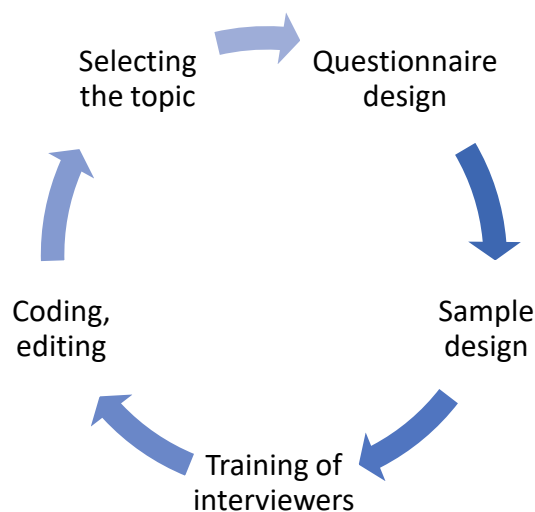 Selecting
the topic
Questionnaire
design
Sample
design
Training of
interviewers
Coding,
editing